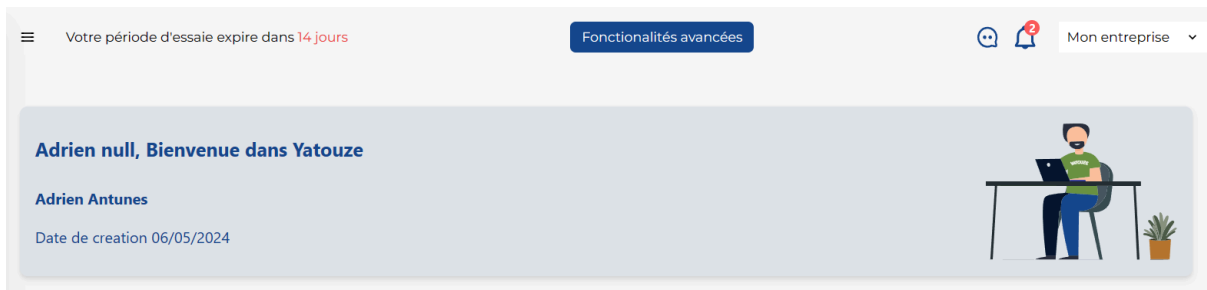 Votre période d'essaie expire dans 14 jours
Fonctionalités avancées
2
Mon entreprise
Adrien null, Bienvenue dans Yatouze
Adrien Antunes
Date de creation 06/05/2024